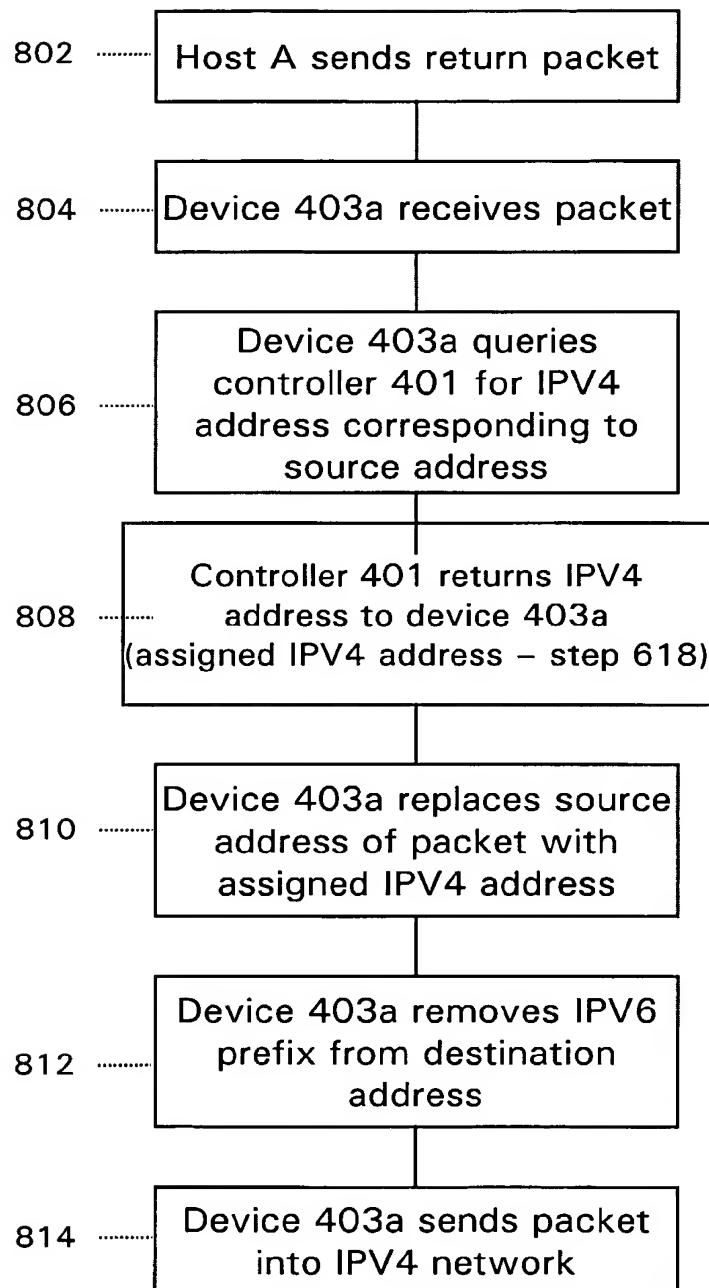 802 Host A sends return packet
804 Device 403a receives packet
Device 403a queries
controller 401 for IPV4
806 address corresponding to
source address
Controller 401 returns IPV4
808 address to device 403a
(assigned IPV4 address – step 618)
Device 403a replaces source
810 address of packet with
assigned IPV4 address
Device 403a removes IPV6
812 prefix from destination
address
Device 403a sends packet
814 into IPV4 network